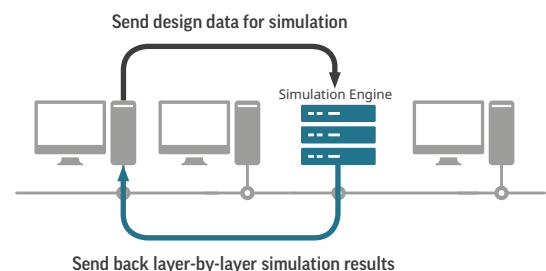 Send design data for simulation
Simulation Engine
Send back layer-by-layer simulation results